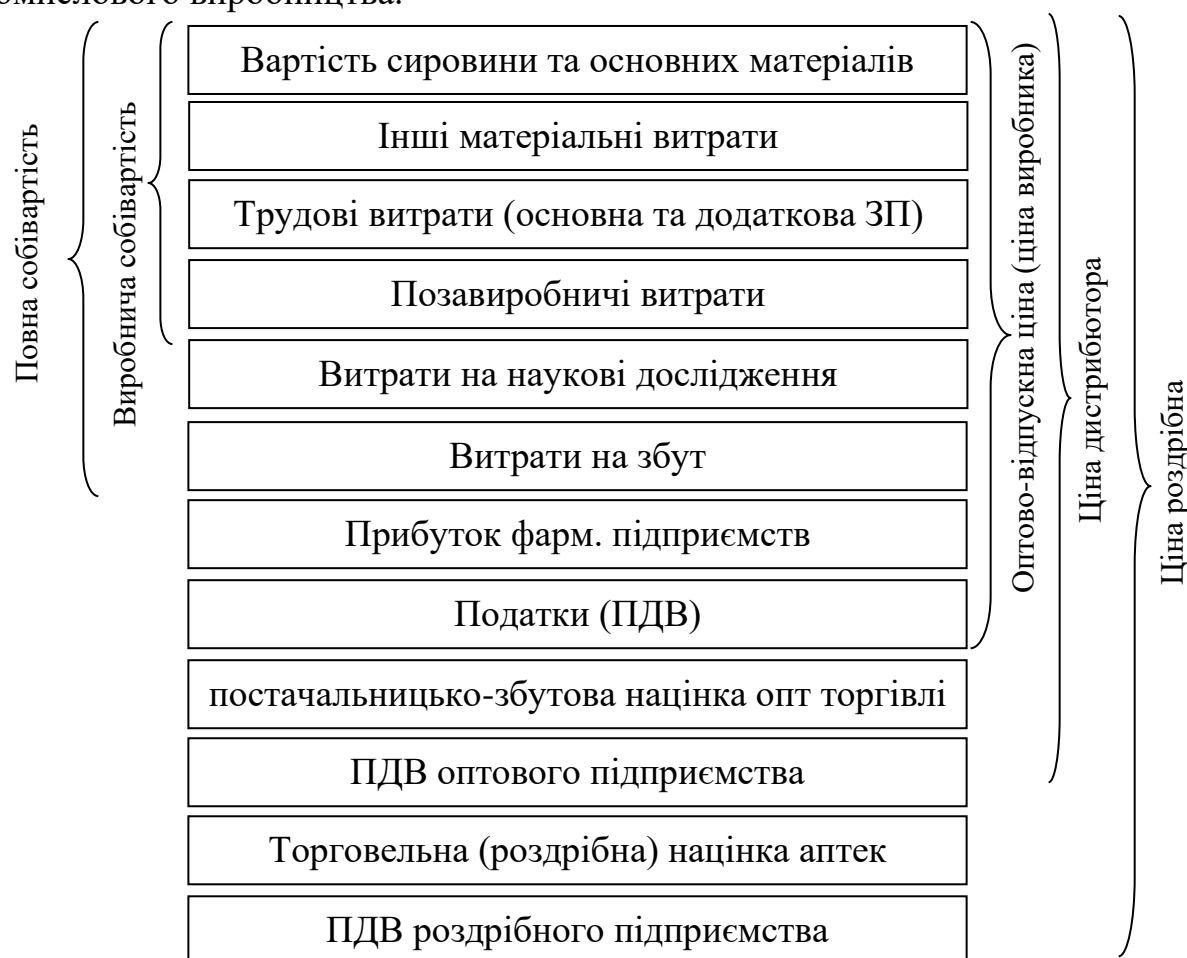 омислового виробництва.
Повна собівартість
Виробнича собівартість
Вартість сировини та основних матеріалів
Інші матеріальні витрати
Трудові витрати (основна та додаткова ЗП)
Позавиробничі витрати
Витрати на наукові дослідження
Витрати на збут
Прибуток фарм. підприємств
Податки (ПДВ)
постачальницько-збутова націнка опт торгівлі
ПДВ оптового підприємства
Торговельна (роздрібна) націнка аптек
ПДВ роздрібного підприємства
Оптово-відпускна ціна (ціна виробника)
Ціна дистрибютора
Ціна роздрібна